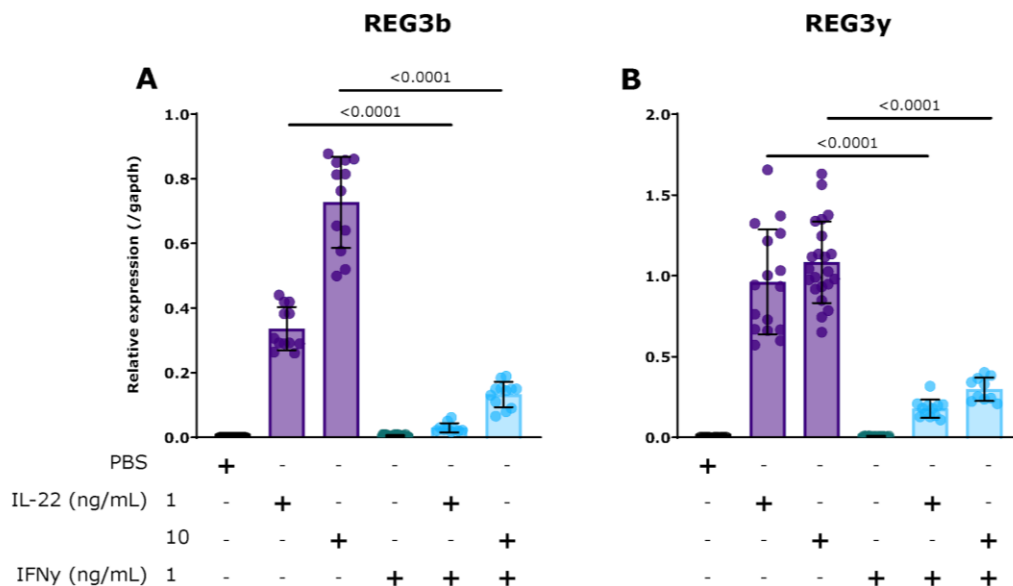 REG3b REG3y
A B
<0.0001
<0.0001
<0.0001
<0.0001
1.0 2.0
0.8 1.5
0.6 1.0
0.4 0.5
0.2 0.0
0.0
Relative expression (/gapdh)
PBS + - - - - - + - - - - -
IL-22 (ng/mL) 1 - + - - + - - + - - + -
10 - - + - - + - - + - - +
IFNy (ng/mL) 1 - - - + + + - - - + + +